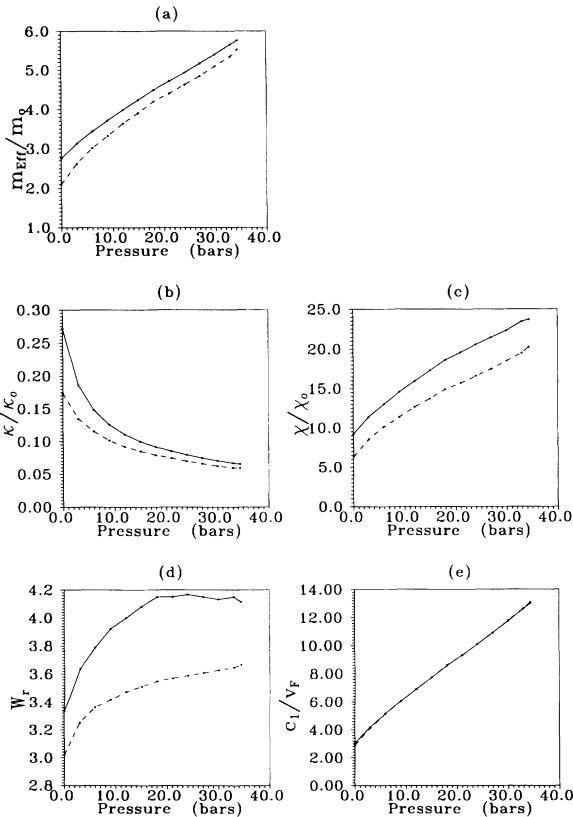 (a)
6.0
5.0
4.0
3.0
2.0
1.0
m_Eff/m_o
0.0 10.0 20.0 30.0 40.0
Pressure (bars)
(b)
0.30
0.25
0.20
0.15
0.10
0.05
0.00
κ/κ_o
0.0 10.0 20.0 30.0 40.0
Pressure (bars)
(c)
25.0
20.0
15.0
10.0
5.0
0.0
χ/χ_o
0.0 10.0 20.0 30.0 40.0
Pressure (bars)
(d)
4.2
4.0
3.8
3.6
3.4
3.2
3.0
2.8
W_r
0.0 10.0 20.0 30.0 40.0
Pressure (bars)
(e)
14.00
12.00
10.00
8.00
6.00
4.00
2.00
0.00
c_1/v_F
0.0 10.0 20.0 30.0 40.0
Pressure (bars)